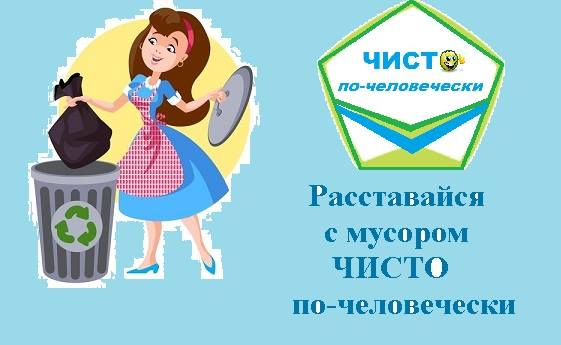 ЧИСТО
по-человечески
Расставайся
с мусором
ЧИСТО
по-человечески